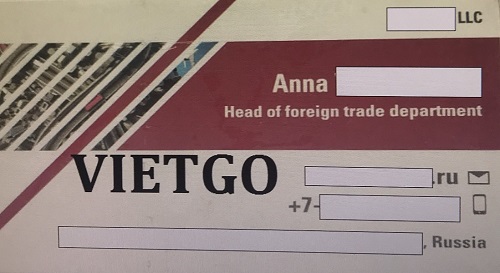 LLC
Anna
Head of foreign trade department
VIETGO
.ru
+7-
, Russia